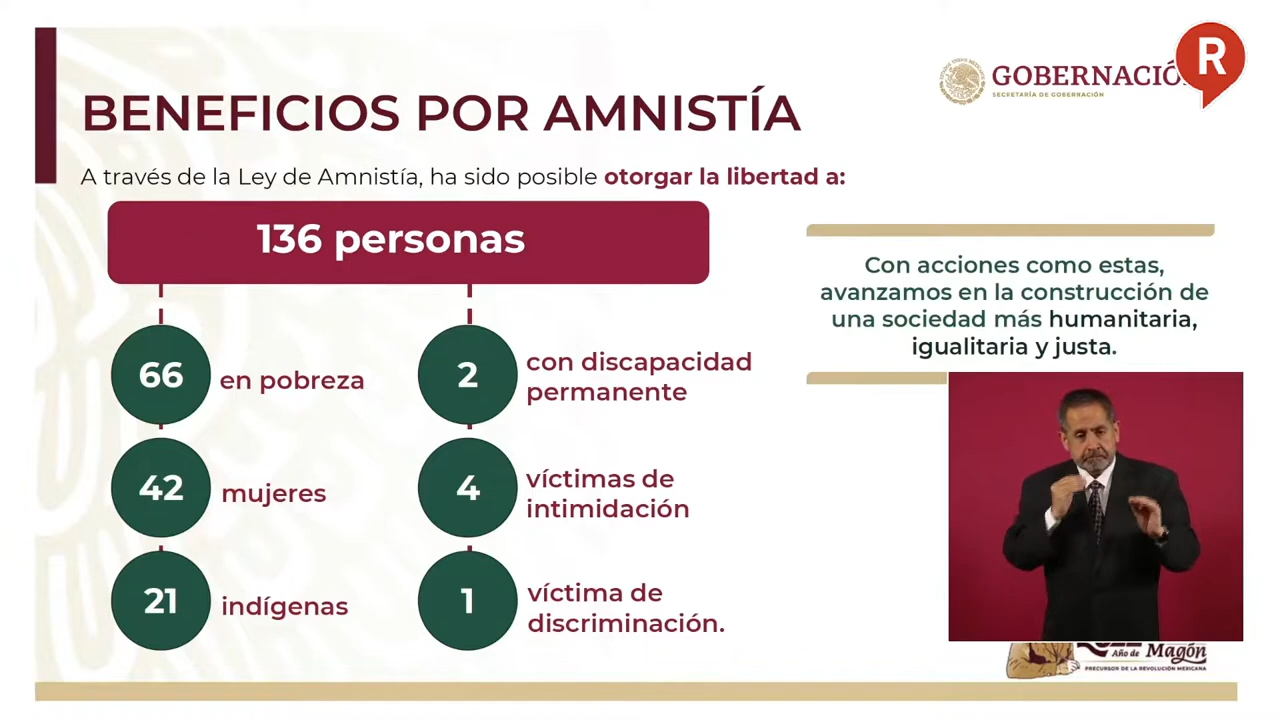 R
GOBERNACIÓ
SECRETARÍA DE GOBERNACIÓN
BENEFICIOS POR AMNISTÍA
A través de la Ley de Amnistía, ha sido posible otorgar la libertad a:
136 personas
66 en pobreza
42 mujeres
21 indígenas
2 con discapacidad
permanente
4 víctimas de
intimidación
1 víctima de
discriminación.
Con acciones como estas,
avanzamos en la construcción de
una sociedad más humanitaria,
igualitaria y justa.
Año de Magón
PRECURSOR DE LA REVOLUCIÓN MEXICANA